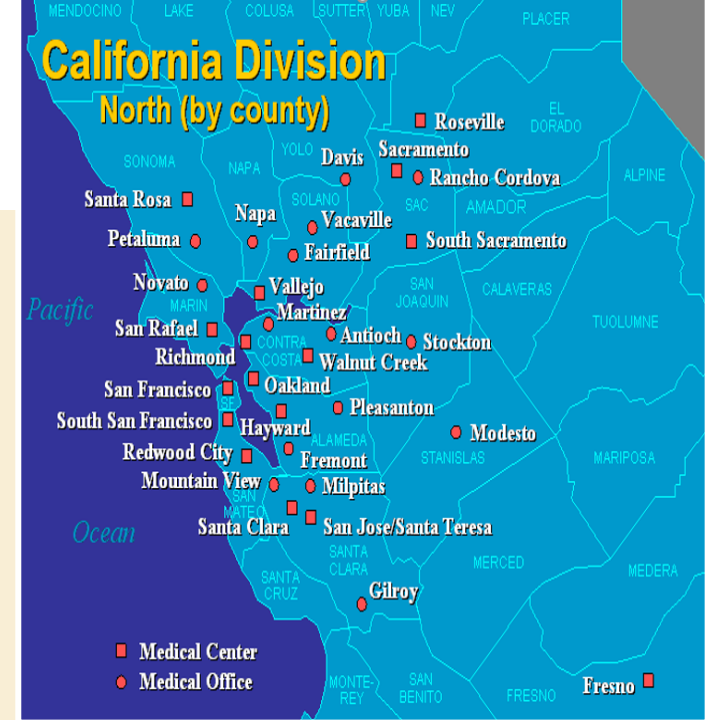 MENDOCINO
LAKE
COLUSA
SUTTER
YUBA
NEV
PLACER
California Division
North (by county)
EL
DORADO
Roseville
Sacramento
YOLO
Davis
SONOMA
NAPA
Rancho Cordova
ALPINE
Santa Rosa
SOLANO
SAC
AMADOR
Napa
Vacaville
Petaluma
South Sacramento
Fairfield
Novato
Vallejo
SAN
JOAQUIN
CALAVERAS
Pacific
MARIN
Martinez
TUOLUMNE
San Rafael
Antioch
Stockton
CONTRA
COSTA
Richmond
Walnut Creek
San Francisco
Oakland
SF
Pleasanton
South San Francisco
Hayward
Modesto
ALAMEDA
Redwood City
Fremont
STANISLAS
MARIPOSA
Mountain View
Milpitas
SAN
MATEO
Santa Clara
San Jose/Santa Teresa
Ocean
SANTA
CLARA
MERCED
MEDERA
SANTA
CRUZ
Gilroy
Medical Center
Medical Office
MONTE-
REY
SAN
BENITO
FRESNO
Fresno